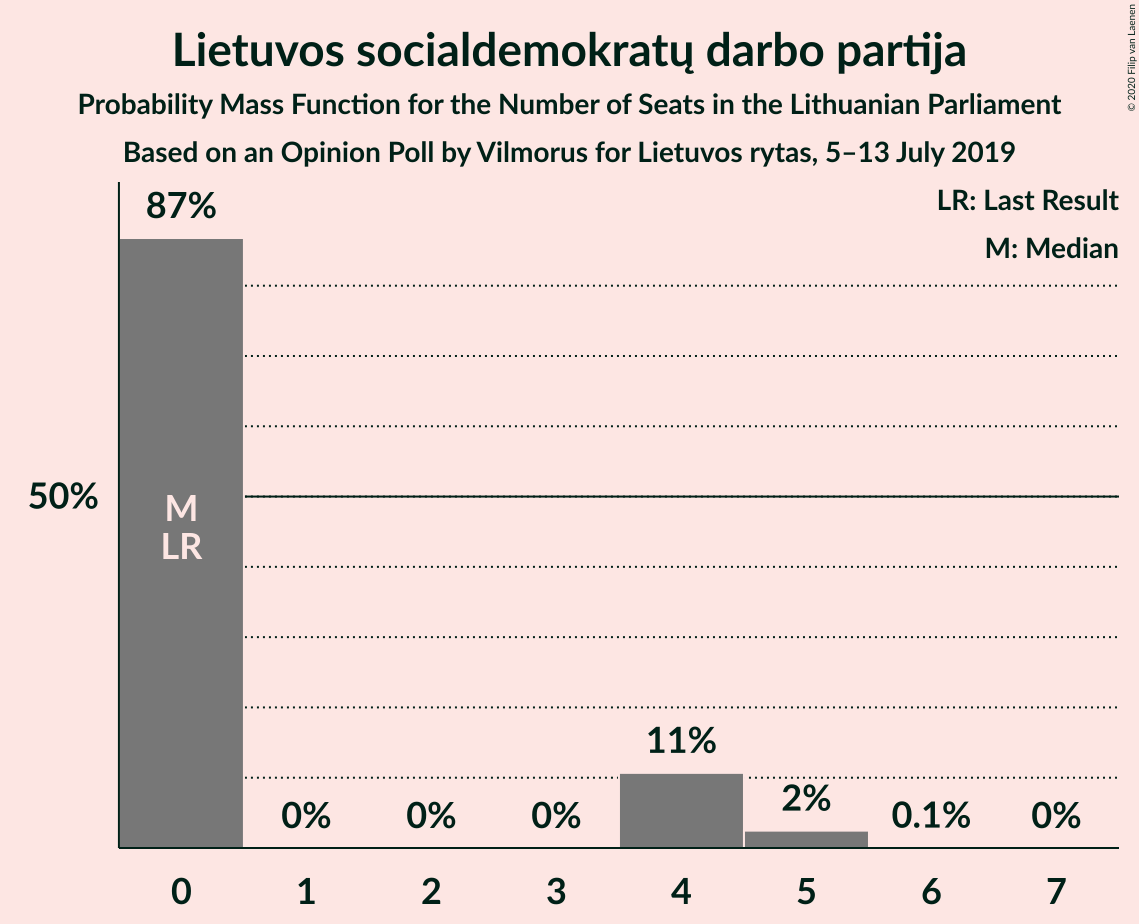 Lietuvos socialdemokratų darbo partija
Probability Mass Function for the Number of Seats in the Lithuanian Parliament
Based on an Opinion Poll by Vilmorus for Lietuvos rytas, 5–13 July 2019
© 2020 Filip van Laenen
LR: Last Result
M: Median
87%
50%
M
LR
0%
0%
0%
11%
2%
0.1%
0%
0 1 2 3 4 5 6 7